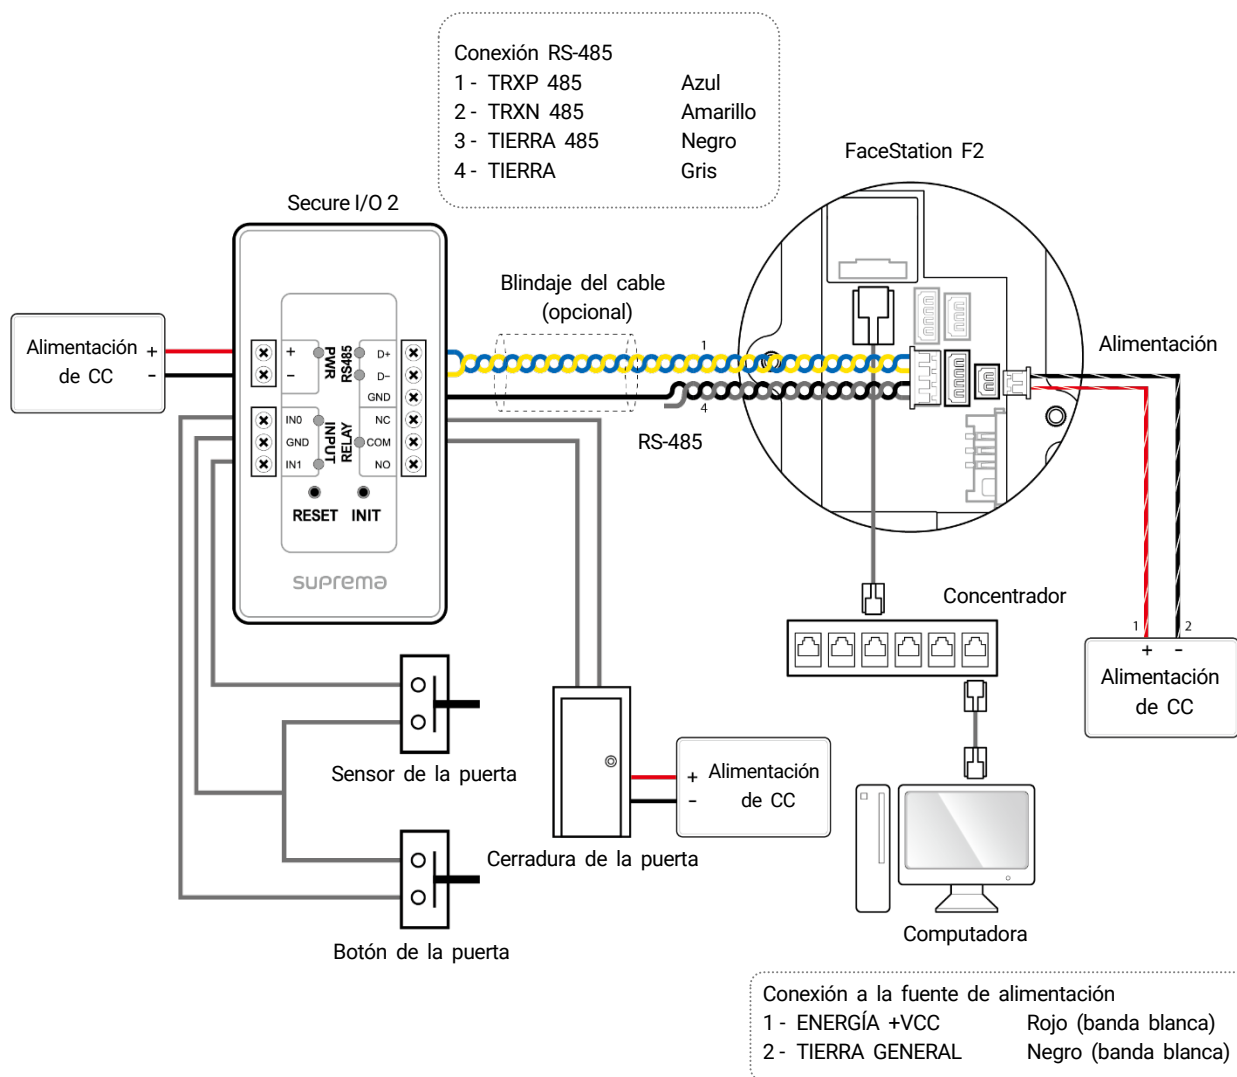 Conexión RS-485
1 - TRXP 485 Azul
2 - TRXN 485 Amarillo
3 - TIERRA 485 Negro
4 - TIERRA Gris
FaceStation F2
Secure I/O 2
Blindaje del cable
(opcional)
Alimentación
de CC
+
-
+
-
PWR
RS485
D+
D-
GND
IN0
GND
IN1
INPUT
RELAY
NC
COM
NO
RESET INIT
suprema
1
4
RS-485
Alimentación
Concentrador
1
2
+ -
Alimentación
de CC
Sensor de la puerta
+
-
Alimentación
de CC
Cerradura de la puerta
Botón de la puerta
Computadora
Conexión a la fuente de alimentación
1 - ENERGÍA +VCC Rojo (banda blanca)
2 - TIERRA GENERAL Negro (banda blanca)